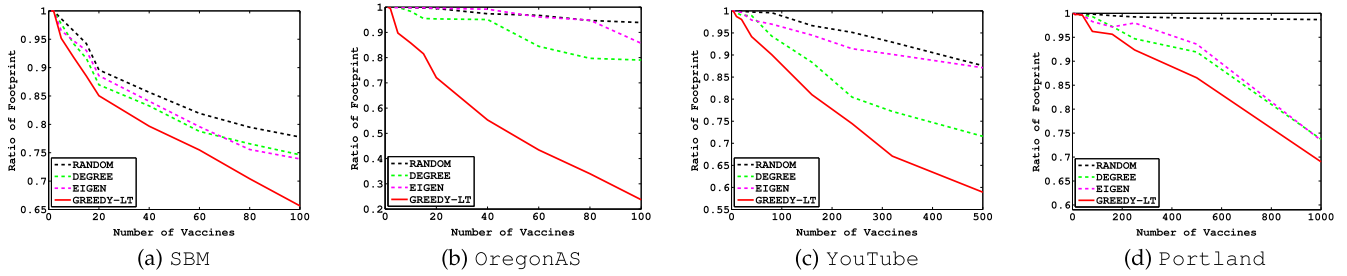 Ratio of Footprint
1
0.95
0.9
0.85
0.8
0.75
0.7
0.65
RANDOM
DEGREE
EIGEN
GREEDY-LT
0 20 40 60 80 100
Number of Vaccines
(a) SBM
Ratio of Footprint
1
0.9
0.8
0.7
0.6
0.5
0.4
0.3
0.2
RANDOM
DEGREE
EIGEN
GREEDY-LT
0 20 40 60 80 100
Number of Vaccines
(b) OregonAS
Ratio of Footprint
1
0.95
0.9
0.85
0.8
0.75
0.7
0.65
0.6
0.55
RANDOM
DEGREE
EIGEN
GREEDY-LT
0 100 200 300 400 500
Number of Vaccines
(c) YouTube
Ratio of Footprint
1
0.95
0.9
0.85
0.8
0.75
0.7
0.65
0.6
RANDOM
DEGREE
EIGEN
GREEDY-LT
0 200 400 600 800 1000
Number of Vaccines
(d) Portland